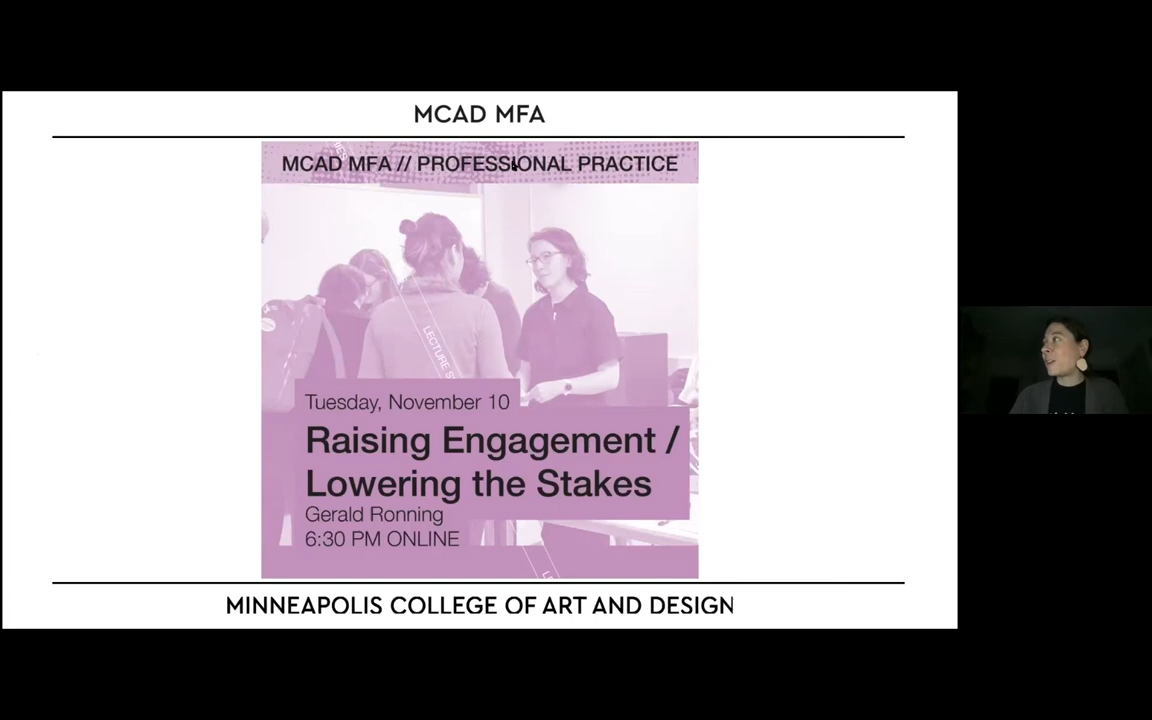 MCAD MFA
MCAD MFA // PROFESSIONAL PRACTICE
LECTURE
Tuesday, November 10
Raising Engagement /
Lowering the Stakes
Gerald Ronning
6:30 PM ONLINE
MINNEAPOLIS COLLEGE OF ART AND DESIGN